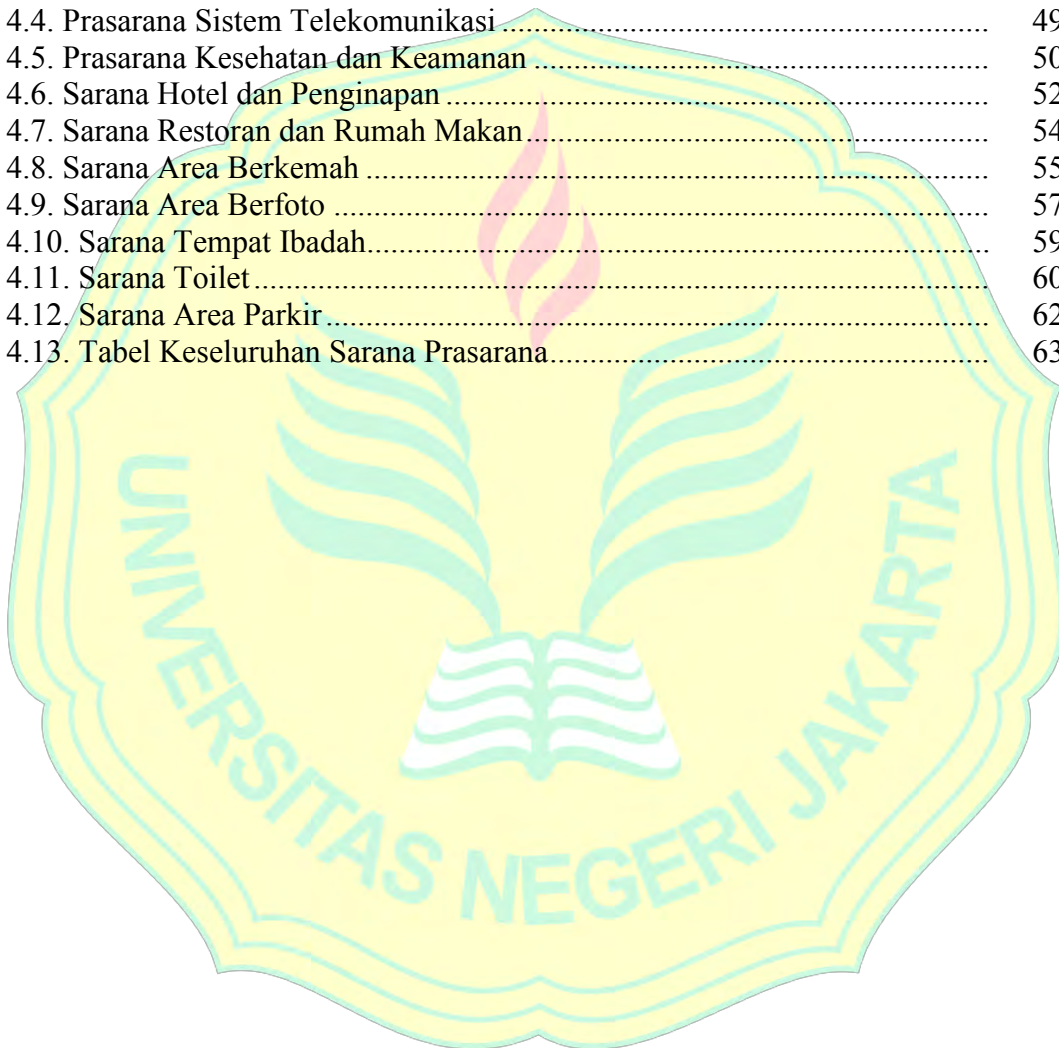 4.4. Prasarana Sistem Telekomunikasi ........................................................................ 49
4.5. Prasarana Kesehatan dan Keamanan .................................................................... 50
4.6. Sarana Hotel dan Penginapan ................................................................................ 52
4.7. Sarana Restoran dan Rumah Makan..................................................................... 54
4.8. Sarana Area Berkemah ........................................................................................... 55
4.9. Sarana Area Berfoto ................................................................................................ 57
4.10. Sarana Tempat Ibadah........................................................................................... 59
4.11. Sarana Toilet ........................................................................................................... 60
4.12. Sarana Area Parkir ................................................................................................. 62
4.13. Tabel Keseluruhan Sarana Prasarana.................................................................. 63
UNIVERSITAS NEGERI JAKARTA